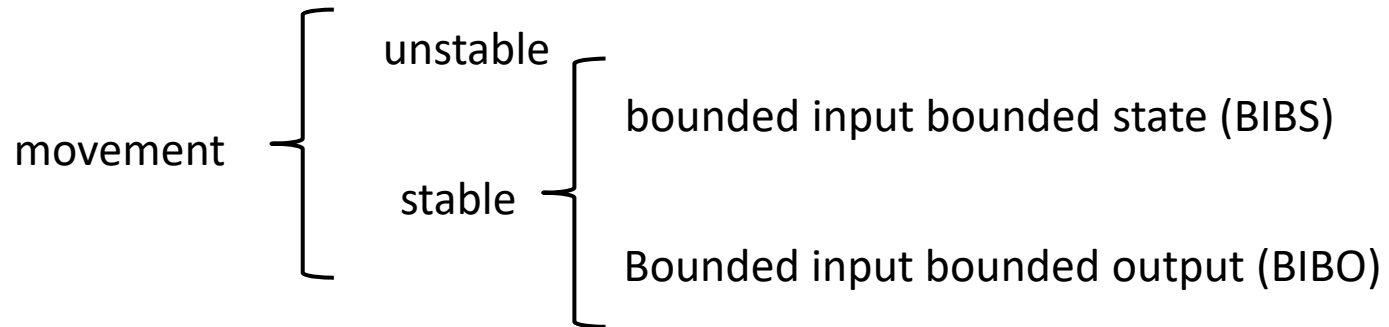 unstable
bounded input bounded state (BIBS)
movement
stable
Bounded input bounded output (BIBO)